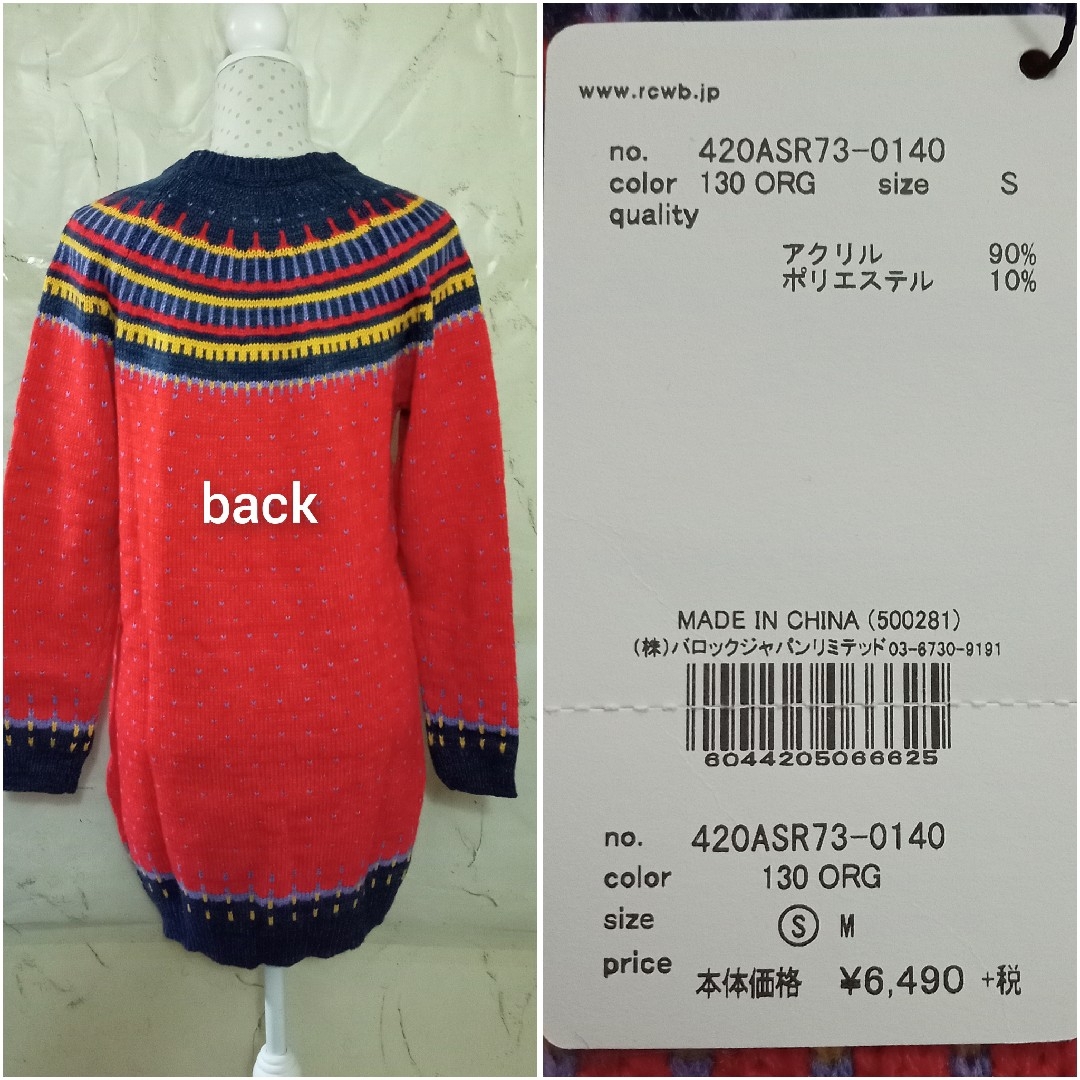 back
www.rcwb.jp
no. 420ASR73-0140
color 130 ORG size S
quality
アクリル 90%
ポリエステル 10%
MADE IN CHINA (500281)
(株)バロックジャパンリミテッド 03-6730-9191
6044205066625
no. 420ASR73-0140
color 130 ORG
size Ⓢ M
price 本体価格 ¥6,490 +税